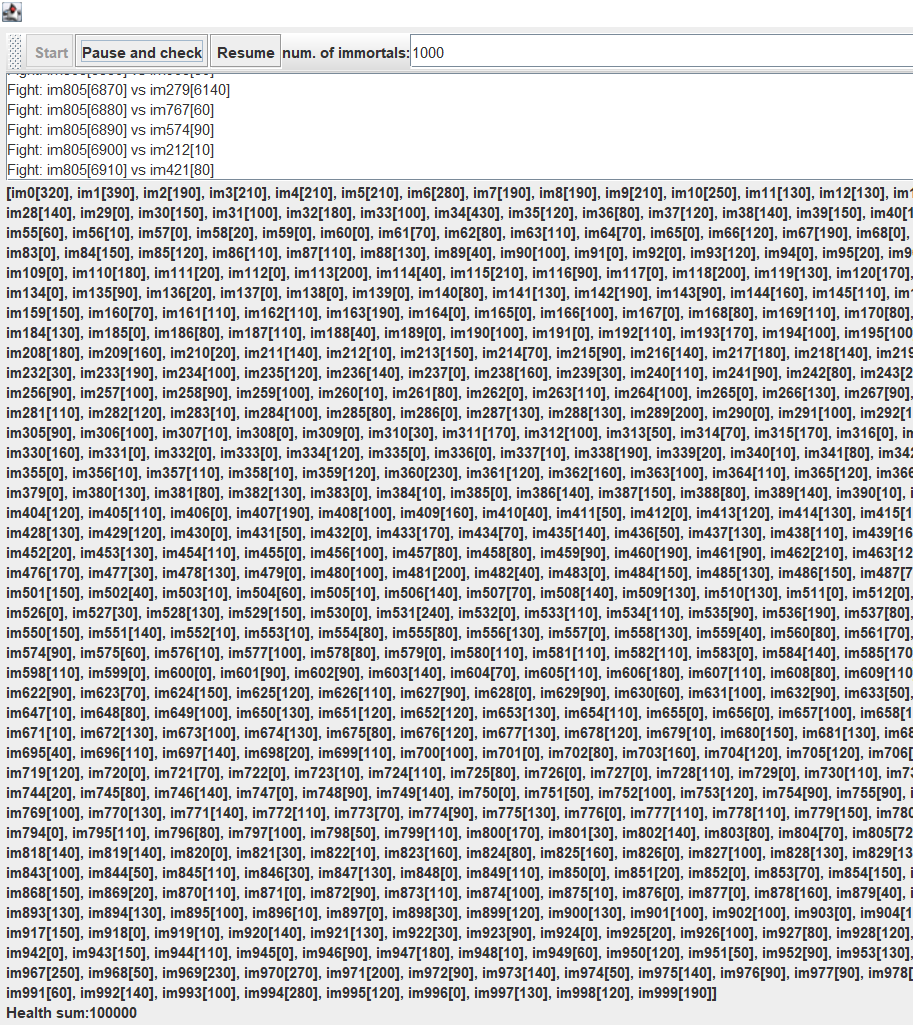 Start Pause and check Resume num. of immortals: 1000
Fight: im805[6870] vs im279[6140]
Fight: im805[6880] vs im767[60]
Fight: im805[6890] vs im574[90]
Fight: im805[6900] vs im212[10]
Fight: im805[6910] vs im421[80]
[im0[320], im1[390], im2[190], im3[210], im4[210], im5[210], im6[280], im7[190], im8[190], im9[210], im10[250], im11[130], im12[130],
im28[140], im29[0], im30[150], im31[100], im32[180], im33[100], im34[430], im35[120], im36[80], im37[120], im38[140], im39[150],
im55[60], im56[10], im57[0], im58[20], im59[0], im60[0], im61[70], im62[80], im63[110], im64[70], im65[0], im66[120], im67[190], im68[0],
im83[0], im84[150], im85[120], im86[110], im87[110], im88[130], im89[40], im90[100], im91[0], im92[0], im93[120], im94[0], im95[20],
im109[0], im110[180], im111[20], im112[0], im113[200], im114[40], im115[210], im116[90], im117[0], im118[200], im119[130], im120[170],
im134[0], im135[90], im136[20], im137[0], im138[0], im139[0], im140[80], im141[130], im142[190], im143[90], im144[160], im145[110],
im159[150], im160[70], im161[110], im162[110], im163[190], im164[0], im165[0], im166[100], im167[0], im168[80], im169[110], im170[80],
im184[130], im185[0], im186[80], im187[110], im188[40], im189[0], im190[100], im191[0], im192[110], im193[170], im194[100], im195[100
im208[180], im209[160], im210[20], im211[140], im212[10], im213[150], im214[70], im215[90], im216[140], im217[180], im218[140], im219
im232[30], im233[190], im234[100], im235[120], im236[140], im237[0], im238[160], im239[30], im240[110], im241[90], im242[80], im243[2
im256[90], im257[100], im258[90], im259[100], im260[10], im261[80], im262[0], im263[110], im264[100], im265[0], im266[130], im267[90],
im281[110], im282[120], im283[10], im284[100], im285[80], im286[0], im287[130], im288[130], im289[200], im290[0], im291[100], im292[1
im305[90], im306[100], im307[10], im308[0], im309[0], im310[30], im311[170], im312[100], im313[50], im314[70], im315[170], im316[0],
im330[160], im331[0], im332[0], im333[0], im334[120], im335[0], im336[0], im337[10], im338[190], im339[20], im340[10], im341[80], im342
im355[0], im356[10], im357[110], im358[10], im359[120], im360[230], im361[120], im362[160], im363[100], im364[110], im365[120], im366
im379[0], im380[130], im381[80], im382[130], im383[0], im384[10], im385[0], im386[140], im387[150], im388[80], im389[140], im390[10],
im404[120], im405[110], im406[0], im407[190], im408[100], im409[160], im410[40], im411[50], im412[0], im413[120], im414[130], im415[1
im428[130], im429[120], im430[0], im431[50], im432[0], im433[170], im434[70], im435[140], im436[50], im437[130], im438[110], im439[16
im452[20], im453[130], im454[110], im455[0], im456[100], im457[80], im458[80], im459[90], im460[190], im461[90], im462[210], im463[12
im476[170], im477[30], im478[130], im479[0], im480[100], im481[200], im482[40], im483[0], im484[150], im485[130], im486[150], im487[7
im501[150], im502[40], im503[10], im504[60], im505[10], im506[140], im507[70], im508[140], im509[130], im510[130], im511[0], im512[0],
im526[0], im527[30], im528[130], im529[150], im530[0], im531[240], im532[0], im533[110], im534[110], im535[90], im536[190], im537[80],
im550[150], im551[140], im552[10], im553[10], im554[80], im555[80], im556[130], im557[0], im558[130], im559[40], im560[80], im561[70],
im574[90], im575[60], im576[10], im577[100], im578[80], im579[0], im580[110], im581[110], im582[110], im583[0], im584[140], im585[170
im598[110], im599[0], im600[0], im601[90], im602[90], im603[140], im604[70], im605[110], im606[180], im607[110], im608[80], im609[110
im622[90], im623[70], im624[150], im625[120], im626[110], im627[90], im628[0], im629[90], im630[60], im631[100], im632[90], im633[50],
im647[10], im648[80], im649[100], im650[130], im651[120], im652[120], im653[130], im654[110], im655[0], im656[0], im657[100], im658[1
im671[10], im672[130], im673[100], im674[130], im675[80], im676[120], im677[130], im678[120], im679[10], im680[150], im681[130], im68
im695[40], im696[110], im697[140], im698[20], im699[110], im700[100], im701[0], im702[80], im703[160], im704[120], im705[120], im706[
im719[120], im720[0], im721[70], im722[0], im723[10], im724[110], im725[80], im726[0], im727[0], im728[110], im729[0], im730[110], im73
im744[20], im745[80], im746[140], im747[0], im748[90], im749[140], im750[0], im751[50], im752[100], im753[120], im754[90], im755[90],
im769[100], im770[130], im771[140], im772[110], im773[70], im774[90], im775[130], im776[0], im777[110], im778[110], im779[150], im780
im794[0], im795[110], im796[80], im797[100], im798[50], im799[110], im800[170], im801[30], im802[140], im803[80], im804[70], im805[72
im818[140], im819[140], im820[0], im821[30], im822[10], im823[160], im824[80], im825[160], im826[0], im827[100], im828[130], im829[13
im843[100], im844[50], im845[110], im846[30], im847[130], im848[0], im849[110], im850[0], im851[20], im852[0], im853[70], im854[150],
im868[150], im869[20], im870[110], im871[0], im872[90], im873[110], im874[100], im875[10], im876[0], im877[0], im878[160], im879[40],
im893[130], im894[130], im895[100], im896[10], im897[0], im898[30], im899[120], im900[130], im901[100], im902[100], im903[0], im904[1
im917[150], im918[0], im919[10], im920[140], im921[130], im922[30], im923[90], im924[0], im925[20], im926[100], im927[80], im928[120],
im942[0], im943[150], im944[110], im945[0], im946[90], im947[180], im948[10], im949[60], im950[120], im951[50], im952[90], im953[130],
im967[250], im968[50], im969[230], im970[270], im971[200], im972[90], im973[140], im974[50], im975[140], im976[90], im977[90], im978[
im991[60], im992[140], im993[100], im994[280], im995[120], im996[0], im997[130], im998[120], im999[190]]
Health sum:100000